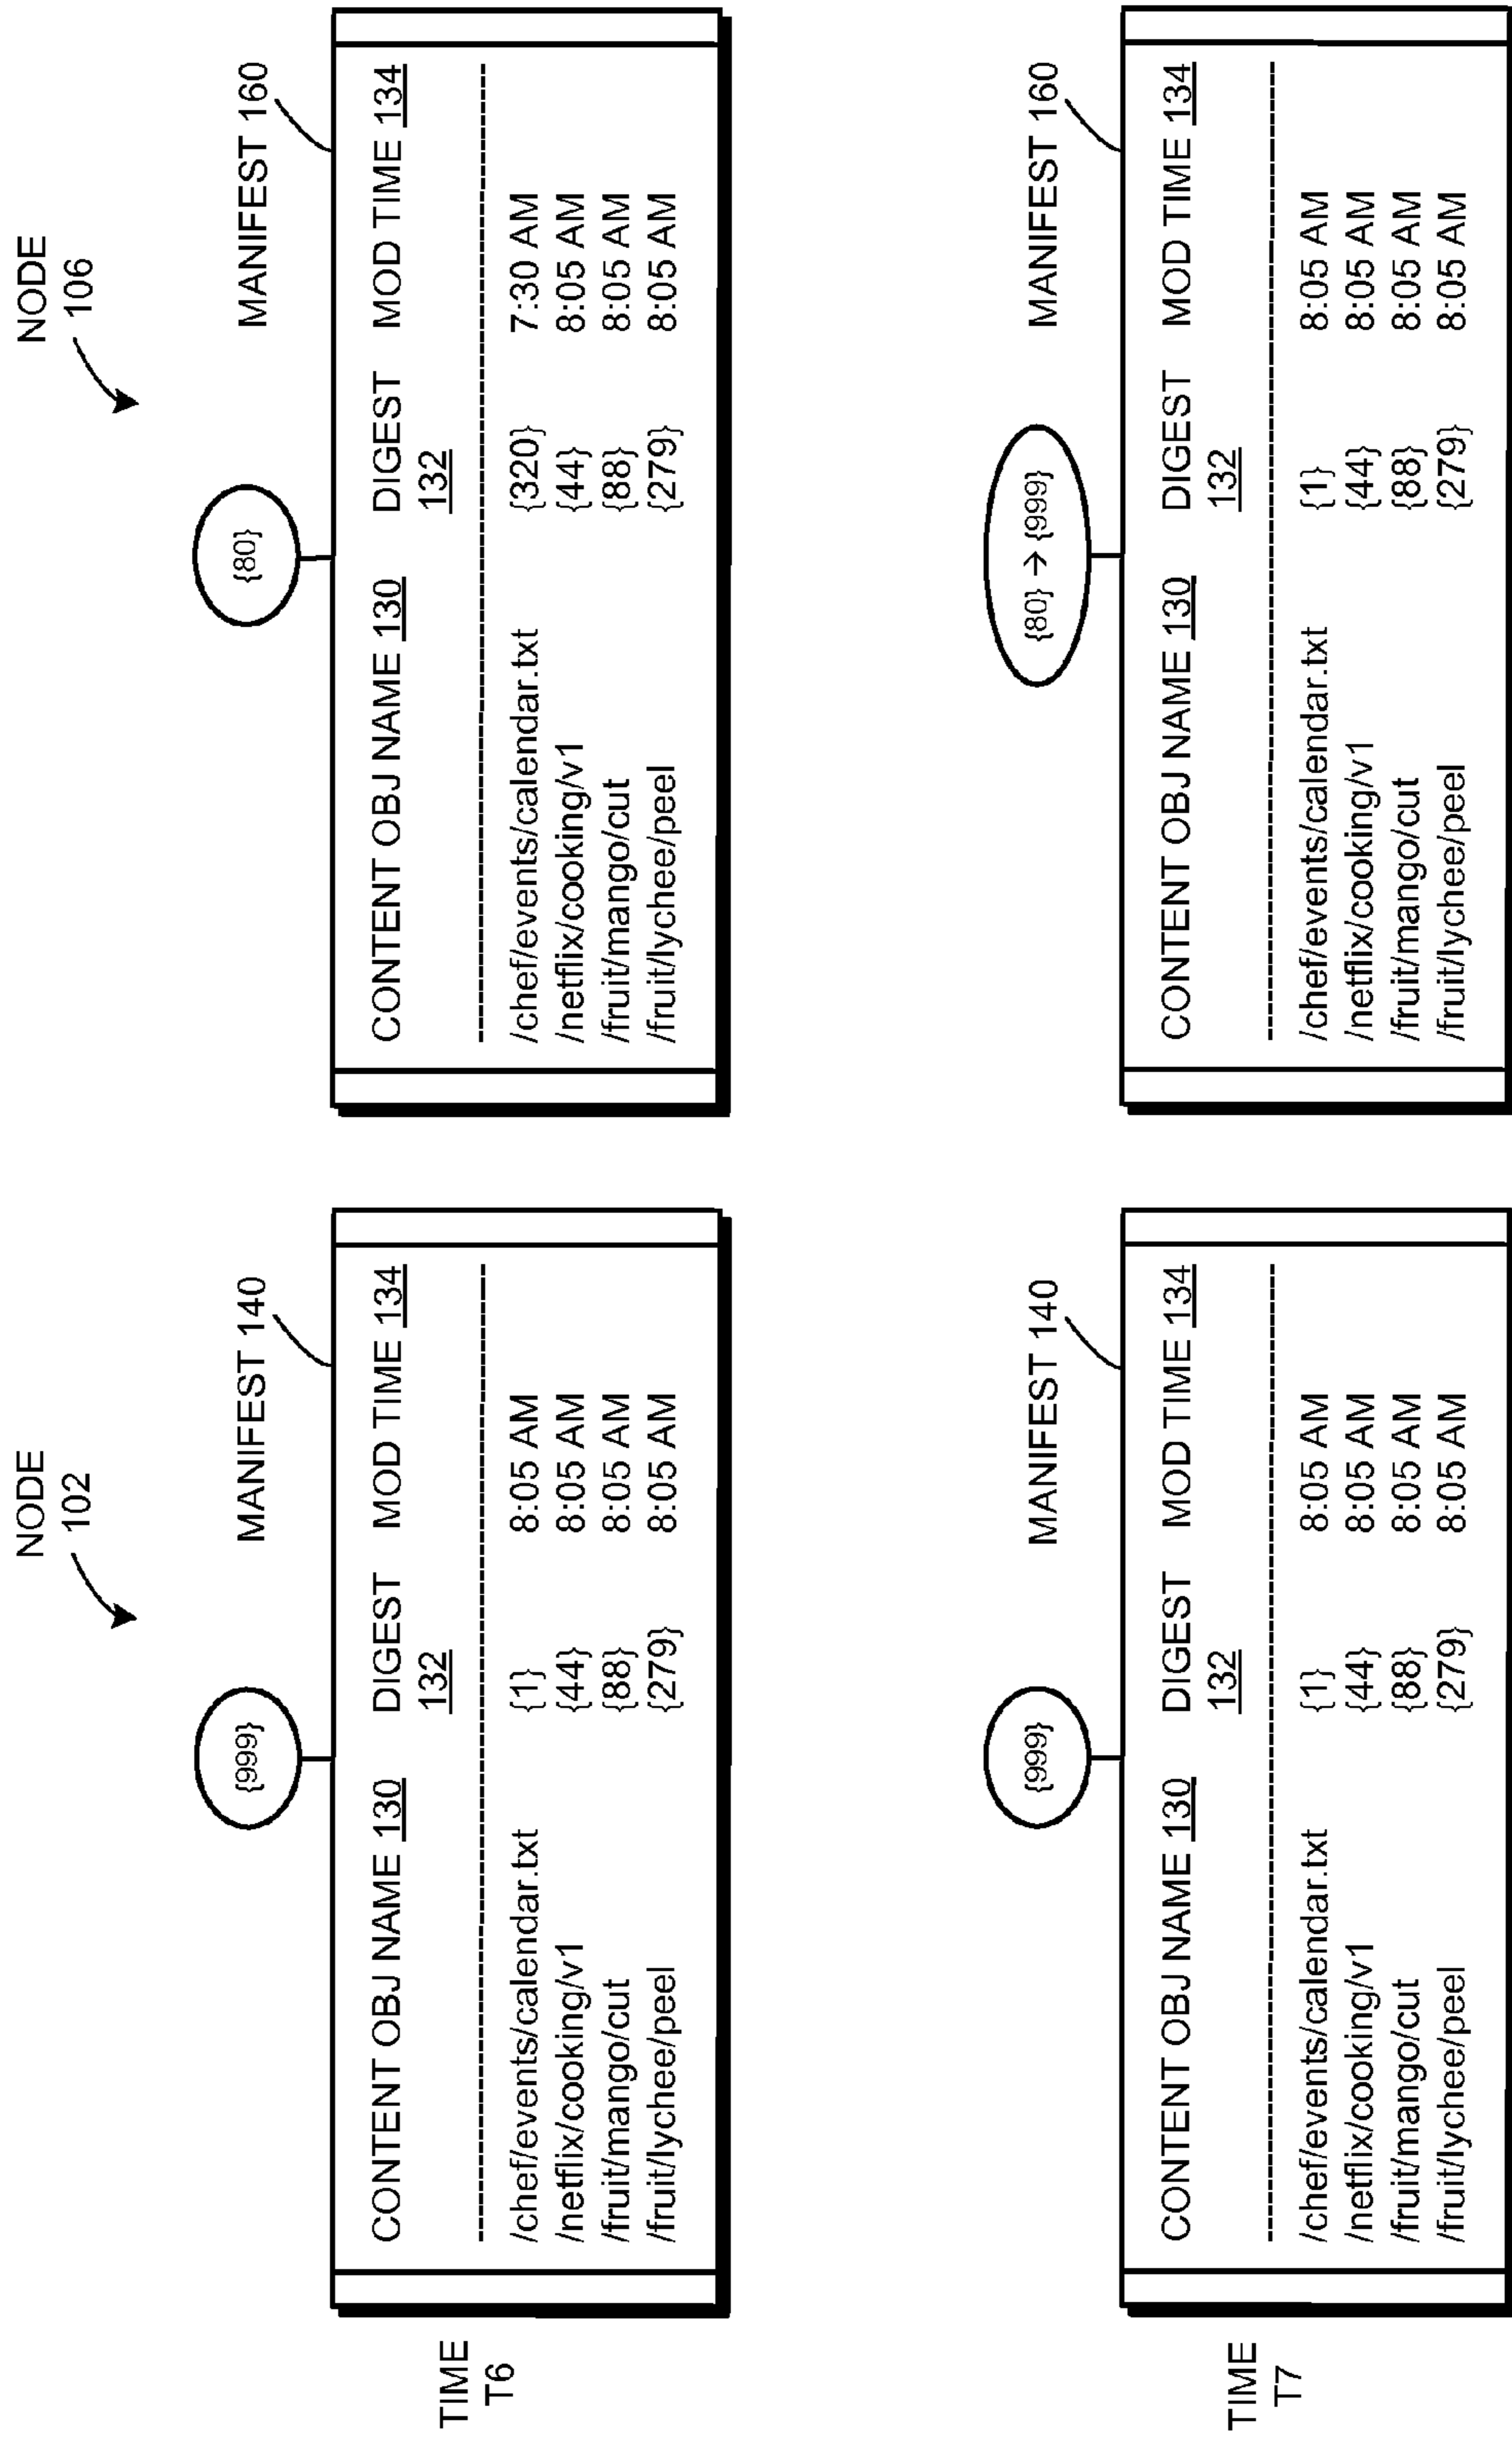 NODE
102
NODE
106
TIME
T6
{999}
MANIFEST 140
CONTENT OBJ NAME 130 DIGEST 132 MOD TIME 134
/chef/events/calendar.txt {1} 8:05 AM
/netflix/cooking/v1 {44} 8:05 AM
/fruit/mango/cut {88} 8:05 AM
/fruit/lychee/peel {279} 8:05 AM
{80}
MANIFEST 160
CONTENT OBJ NAME 130 DIGEST 132 MOD TIME 134
/chef/events/calendar.txt {320} 7:30 AM
/netflix/cooking/v1 {44} 8:05 AM
/fruit/mango/cut {88} 8:05 AM
/fruit/lychee/peel {279} 8:05 AM
TIME
T7
{999}
MANIFEST 140
CONTENT OBJ NAME 130 DIGEST 132 MOD TIME 134
/chef/events/calendar.txt {1} 8:05 AM
/netflix/cooking/v1 {44} 8:05 AM
/fruit/mango/cut {88} 8:05 AM
/fruit/lychee/peel {279} 8:05 AM
{80} → {999}
MANIFEST 160
CONTENT OBJ NAME 130 DIGEST 132 MOD TIME 134
/chef/events/calendar.txt {1} 8:05 AM
/netflix/cooking/v1 {44} 8:05 AM
/fruit/mango/cut {88} 8:05 AM
/fruit/lychee/peel {279} 8:05 AM